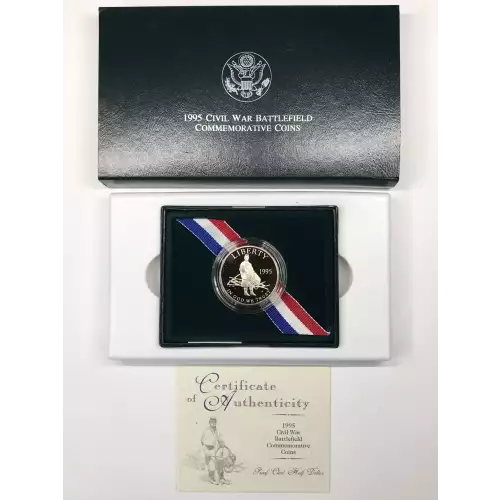 1995 CIVIL WAR BATTLEFIELD
COMMEMORATIVE COINS
LIBERTY
1995
IN GOD WE TRUST
Certificate
of Authenticity
1995
Civil War
Battlefield
Commemorative
Coins
Proof Clad Half Dollar